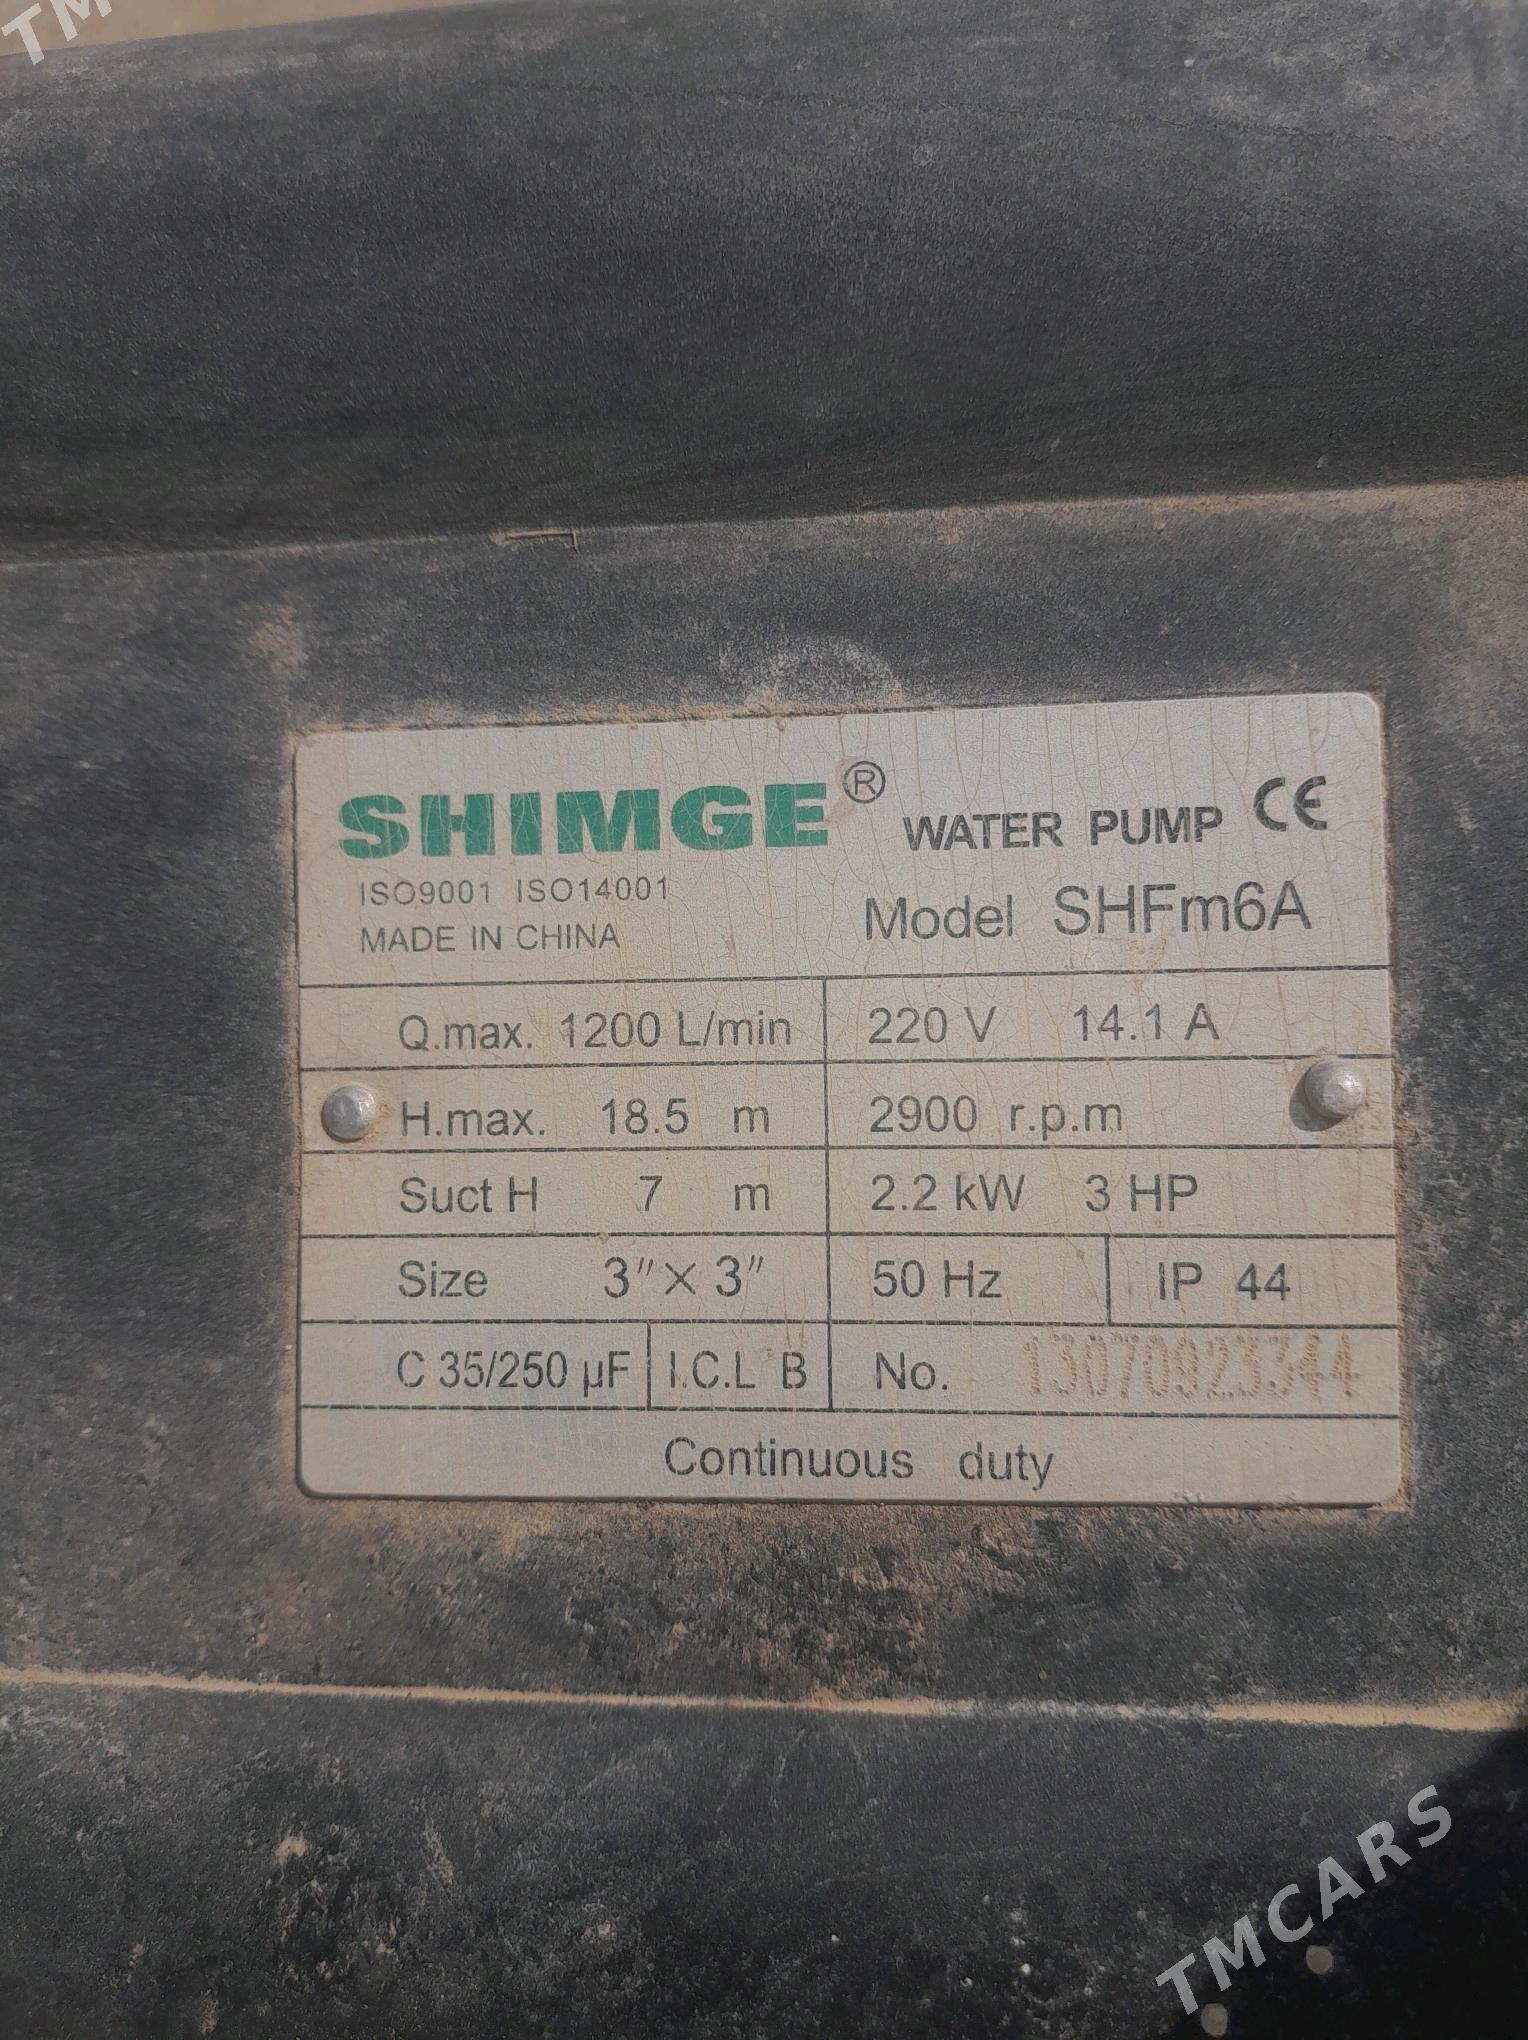 TM
SHIMGE® WATER PUMP CE
ISO9001 ISO14001
MADE IN CHINA
Model SHFm6A
Q.max. 1200 L/min 220 V 14.1 A
H.max. 18.5 m 2900 r.p.m
Suct H 7 m 2.2 kW 3 HP
Size 3"×3" 50 Hz IP 44
C 35/250 µF I.C.L B No. 13070923344
Continuous duty
TMCARS